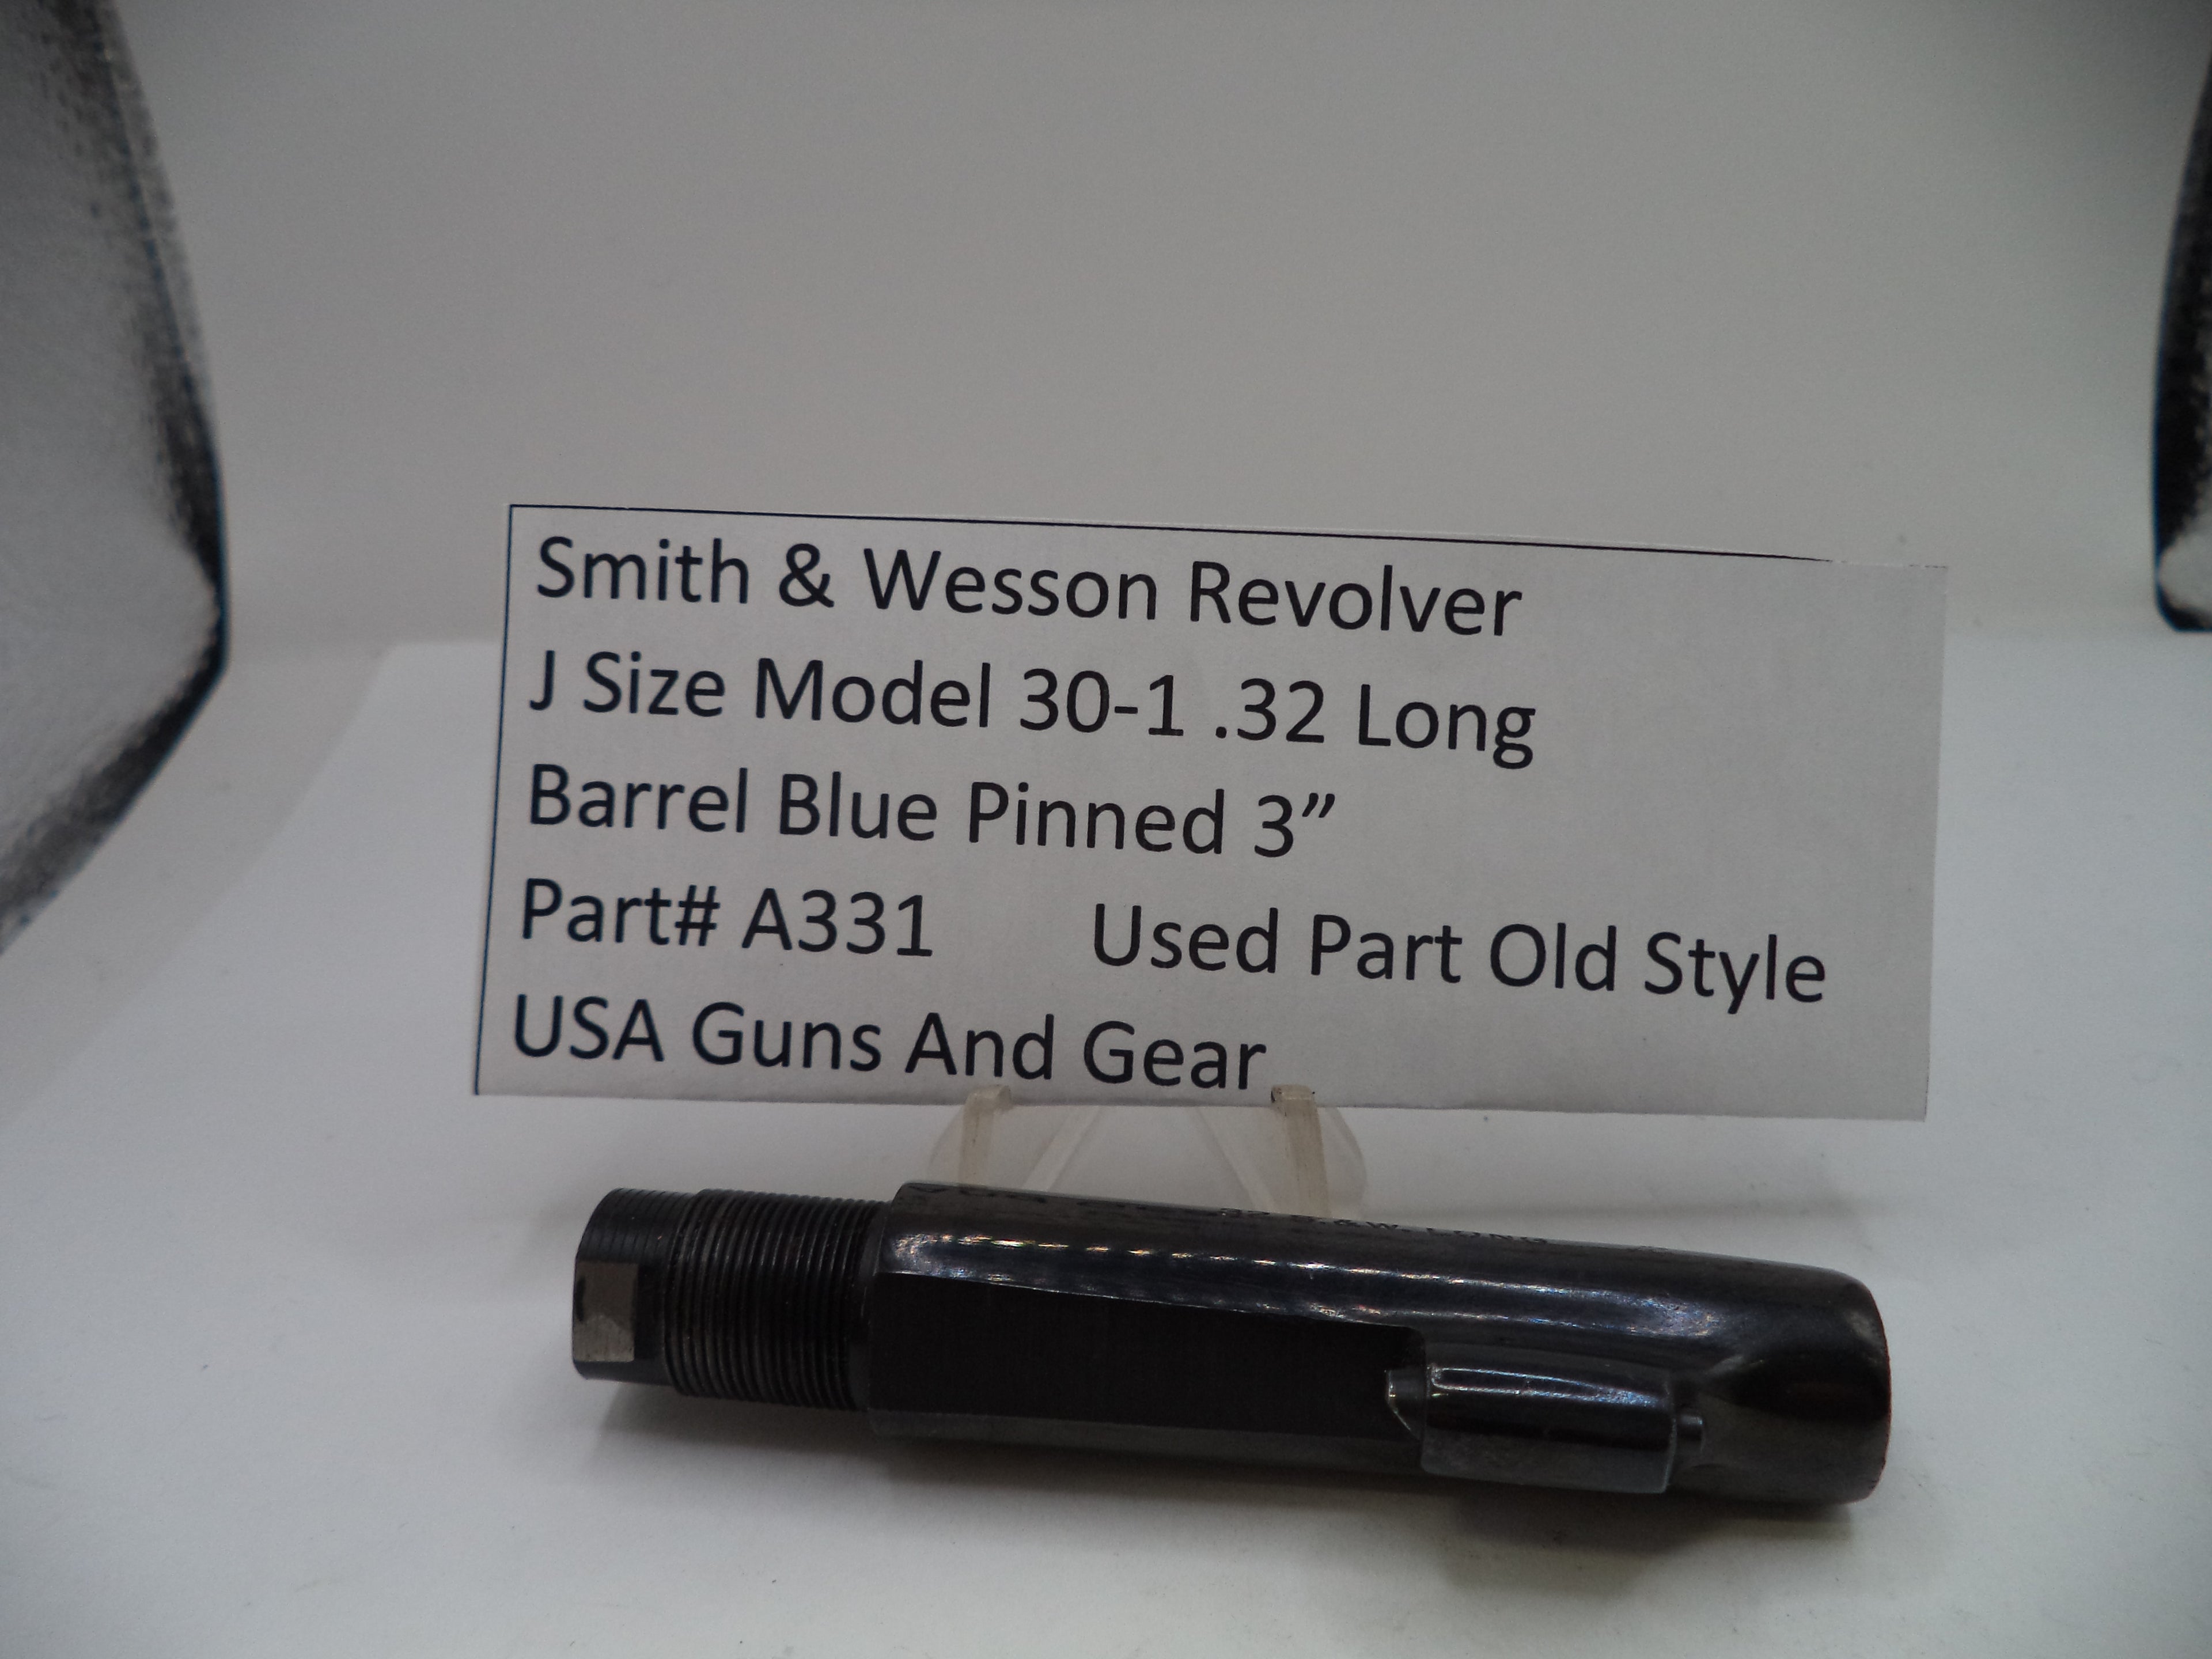 Smith & Wesson Revolver
J Size Model 30-1 .32 Long
Barrel Blue Pinned 3”
Part# A331 Used Part Old Style
USA Guns And Gear
& W. LONG